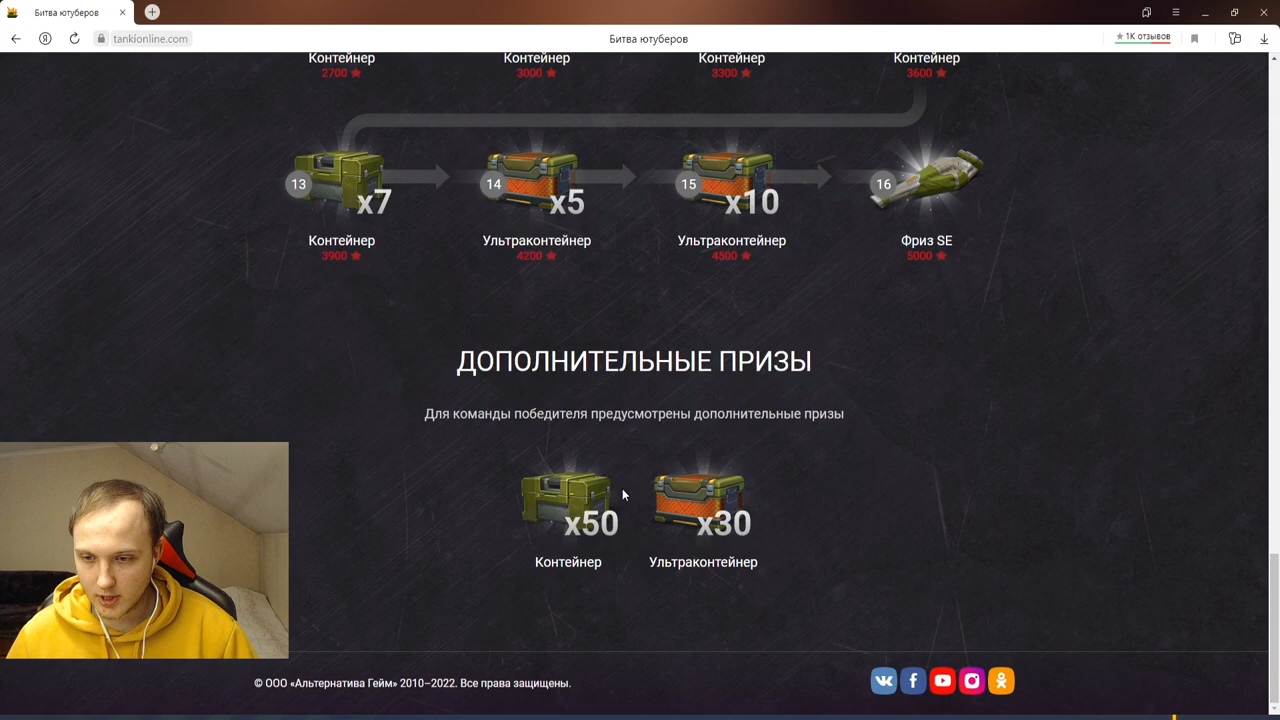 Битва ютуберов
tankionline.com
Битва ютуберов
★ 1К отзывов
Контейнер Контейнер Контейнер Контейнер
2700 ★ 3000 ★ 3300 ★ 3600 ★
13 14 15 16
x7 x5 x10
Контейнер Ультраконтейнер Ультраконтейнер Фриз SE
3900 ★ 4200 ★ 4500 ★ 5000 ★
ДОПОЛНИТЕЛЬНЫЕ ПРИЗЫ
Для команды победителя предусмотрены дополнительные призы
x50 x30
Контейнер Ультраконтейнер
© ООО «Альтернатива Гейм» 2010–2022. Все права защищены.